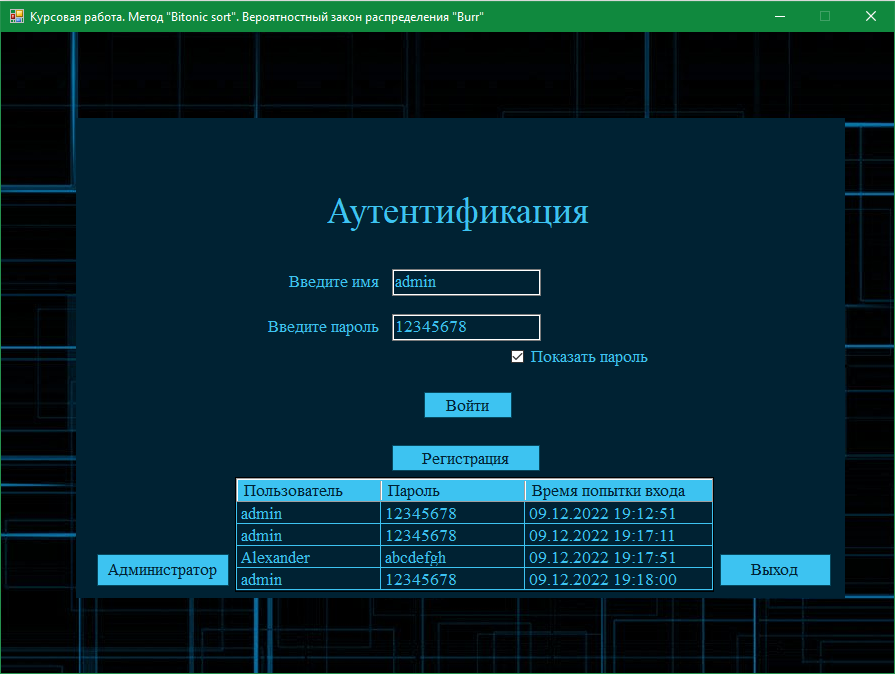 Курсовая работа. Метод "Bitonic sort". Вероятностный закон распределения "Burr"
Аутентификация
Введите имя admin
Введите пароль 12345678
Показать пароль
Войти
Регистрация
Пользователь Пароль Время попытки входа
admin 12345678 09.12.2022 19:12:51
admin 12345678 09.12.2022 19:17:11
Alexander abcdefgh 09.12.2022 19:17:51
admin 12345678 09.12.2022 19:18:00
Администратор Выход